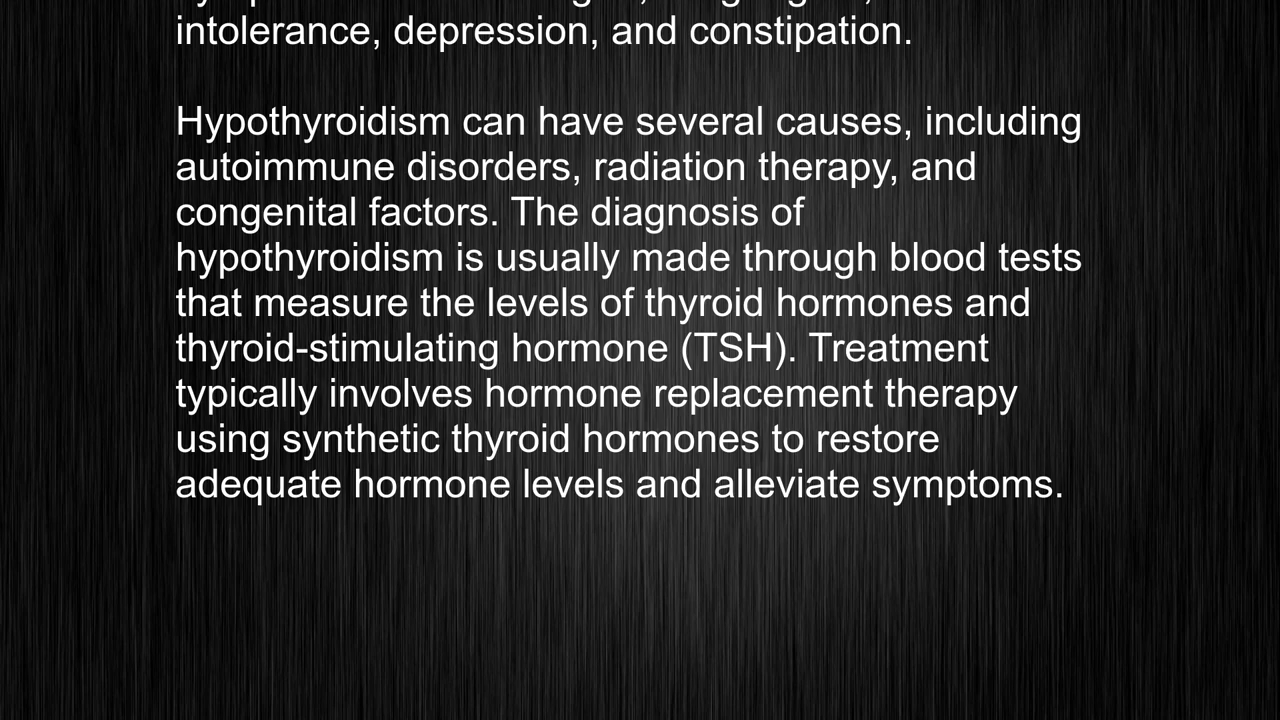 intolerance, depression, and constipation.
Hypothyroidism can have several causes, including
autoimmune disorders, radiation therapy, and
congenital factors. The diagnosis of
hypothyroidism is usually made through blood tests
that measure the levels of thyroid hormones and
thyroid-stimulating hormone (TSH). Treatment
typically involves hormone replacement therapy
using synthetic thyroid hormones to restore
adequate hormone levels and alleviate symptoms.